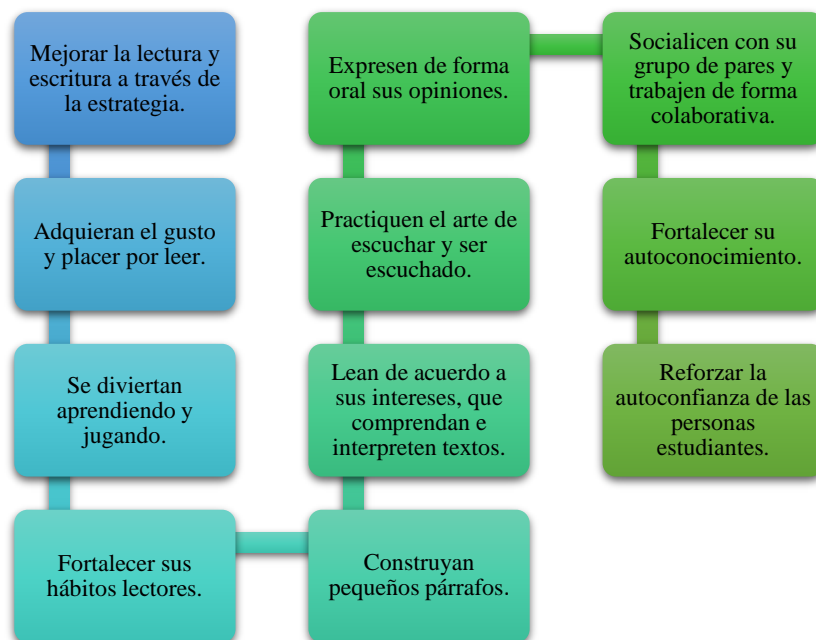 Mejorar la lectura y
escritura a través de
la estrategia.
Adquieran el gusto
y placer por leer.
Se diviertan
aprendiendo y
jugando.
Fortalecer sus
hábitos lectores.
Construyan
pequeños párrafos.
Lean de acuerdo a
sus intereses, que
comprendan e
interpreten textos.
Practiquen el arte de
escuchar y ser
escuchado.
Expresen de forma
oral sus opiniones.
Socialicen con su
grupo de pares y
trabajen de forma
colaborativa.
Fortalecer su
autoconocimiento.
Reforzar la
autoconfianza de las
personas
estudiantes.